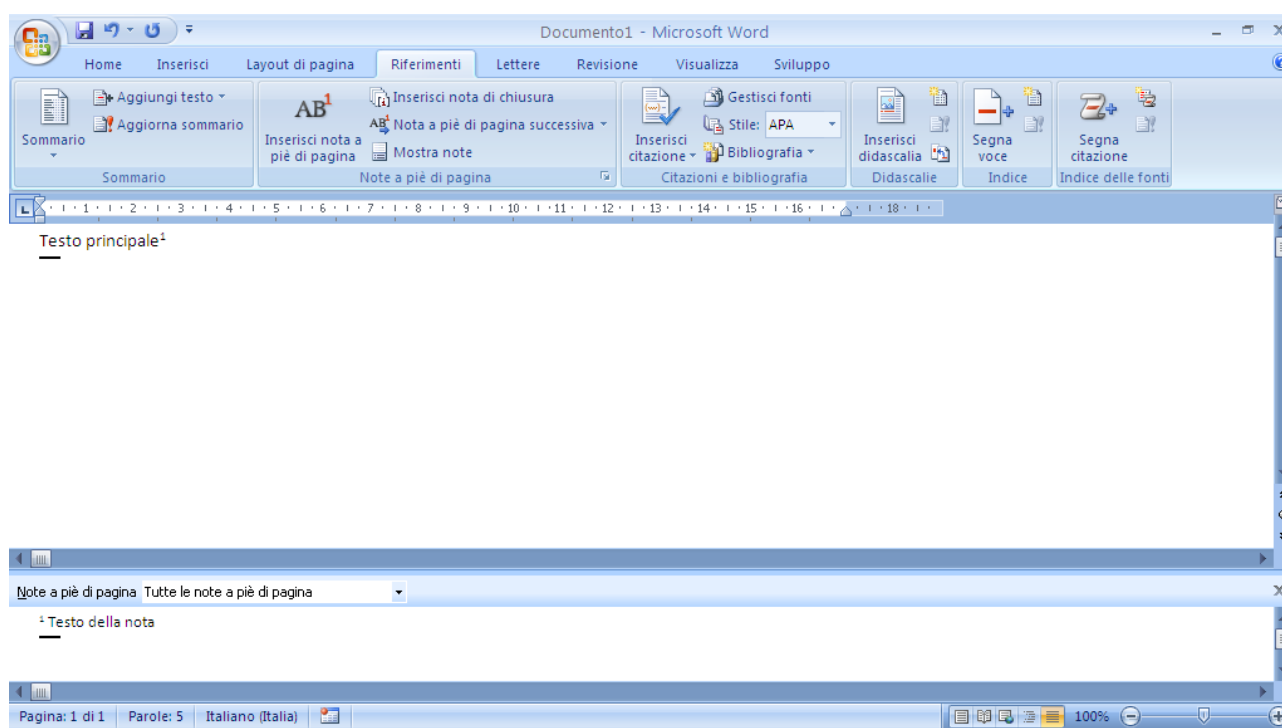 Documento1 - Microsoft Word
Home Inserisci Layout di pagina Riferimenti Lettere Revisione Visualizza Sviluppo
Sommario
Aggiungi testo
Aggiorna sommario
Sommario
AB1
Inserisci nota a
piè di pagina
Inserisci nota di chiusura
AB1 Nota a piè di pagina successiva
Mostra note
Note a piè di pagina
Inserisci
citazione
Gestisci fonti
Stile: APA
Bibliografia
Citazioni e bibliografia
Inserisci
didascalia
Didascalie
Segna
voce
Indice
Segna
citazione
Indice delle fonti
L 1 2 3 4 5 6 7 8 9 10 11 12 13 14 15 16 18
Testo principale1
Note a piè di pagina Tutte le note a piè di pagina
1 Testo della nota
Pagina: 1 di 1 Parole: 5 Italiano (Italia) 100%